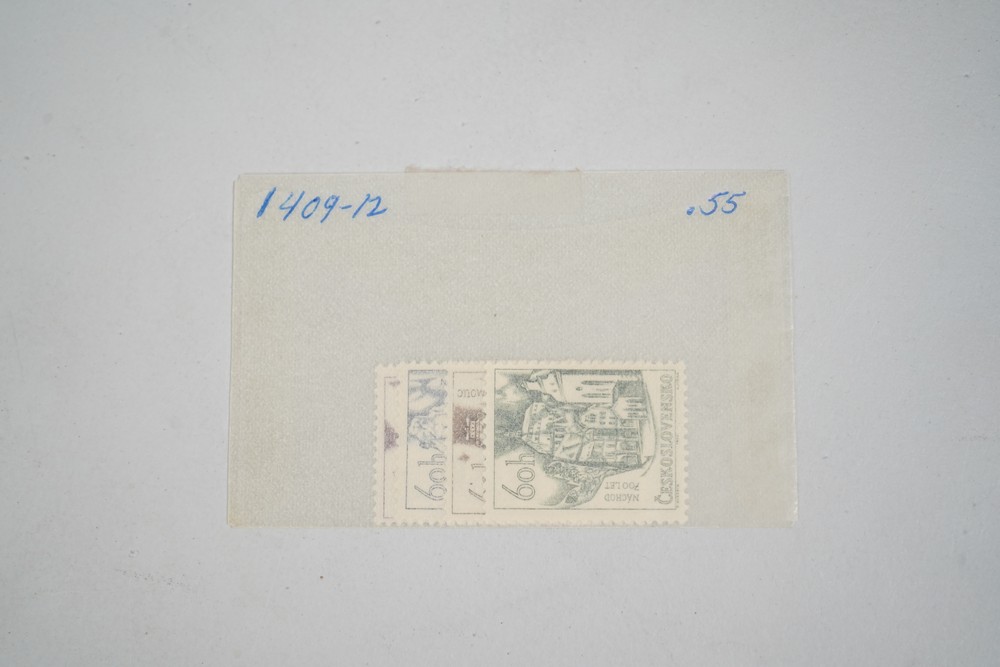 1409-12
.55
60h
60h
NÁCHOD
700 LET
ČESKOSLOVENSKO